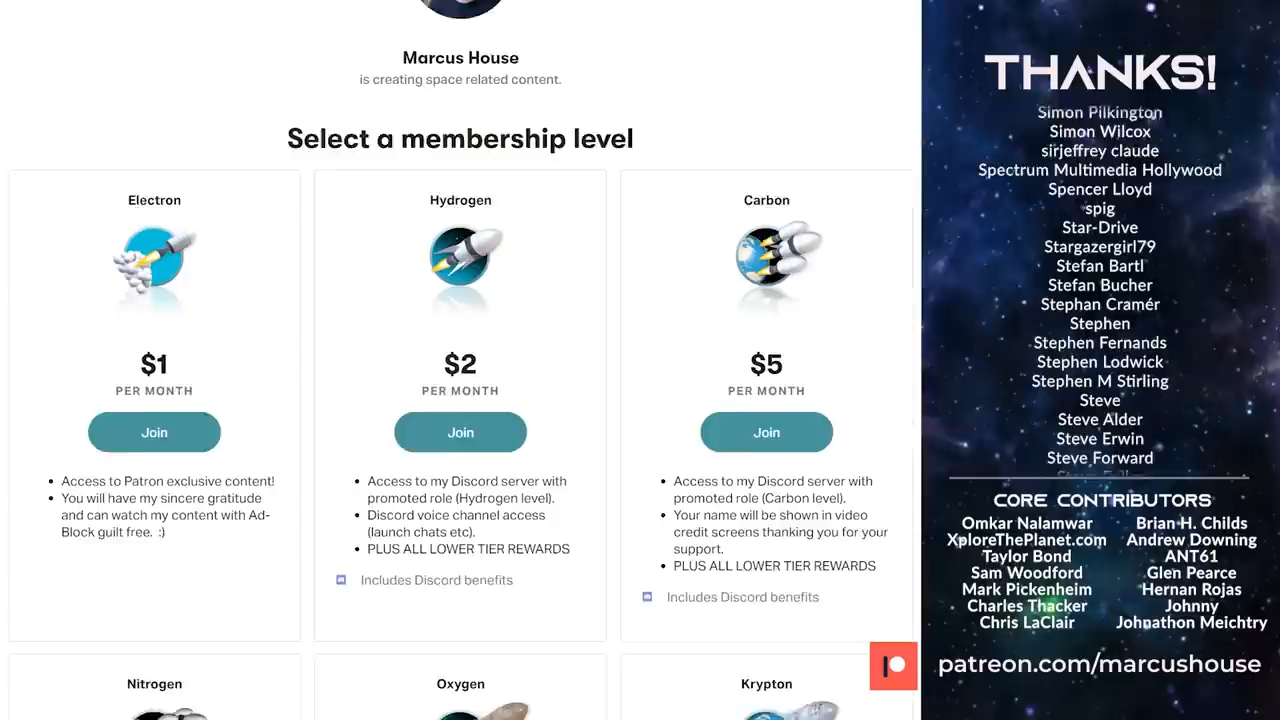 Marcus House
is creating space related content.
Select a membership level
Electron
$1
PER MONTH
Join
• Access to Patron exclusive content!
• You will have my sincere gratitude
and can watch my content with Ad-
Block guilt free. :)
Hydrogen
$2
PER MONTH
Join
• Access to my Discord server with
promoted role (Hydrogen level).
• Discord voice channel access
(launch chats etc).
• PLUS ALL LOWER TIER REWARDS
Includes Discord benefits
Carbon
$5
PER MONTH
Join
• Access to my Discord server with
promoted role (Carbon level).
• Your name will be shown in video
credit screens thanking you for your
support.
• PLUS ALL LOWER TIER REWARDS
Includes Discord benefits
Nitrogen
Oxygen
Krypton
THANKS!
Simon Pilkington
Simon Wilcox
sirjeffrey claude
Spectrum Multimedia Hollywood
Spencer Lloyd
spig
Star-Drive
Stargazergirl79
Stefan Bartl
Stefan Bucher
Stephan Cramér
Stephen
Stephen Fernands
Stephen Lodwick
Stephen M Stirling
Steve
Steve Alder
Steve Erwin
Steve Forward
CORE CONTRIBUTORS
Omkar Nalamwar
XploreThePlanet.com
Taylor Bond
Sam Woodford
Mark Pickenheim
Charles Thacker
Chris LaClair
Brian H. Childs
Andrew Downing
ANT61
Glen Pearce
Hernan Rojas
Johnny
Johnathon Meichtry
patreon.com/marcushouse